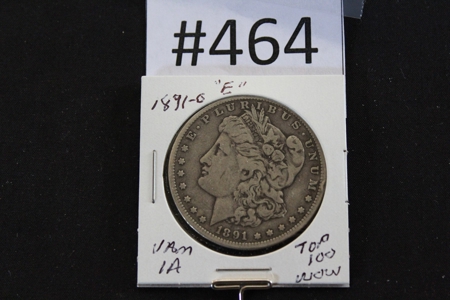 #464
1891-O "E"
E·PLURIBUS·UNUM
1891
VAM
1A
TOP
100
WOW